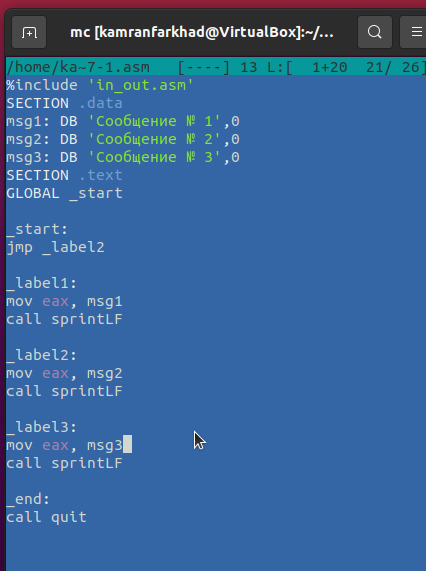 mc [kamranfarkhad@VirtualBox]:~/…
/home/ka~7-1.asm   [----] 13 L:[  1+20  21/ 26]
%include 'in_out.asm'
SECTION .data
msg1: DB 'Сообщение № 1',0
msg2: DB 'Сообщение № 2',0
msg3: DB 'Сообщение № 3',0
SECTION .text
GLOBAL _start
_start:
jmp _label2
_label1:
mov eax, msg1
call sprintLF
_label2:
mov eax, msg2
call sprintLF
_label3:
mov eax, msg3
call sprintLF
_end:
call quit